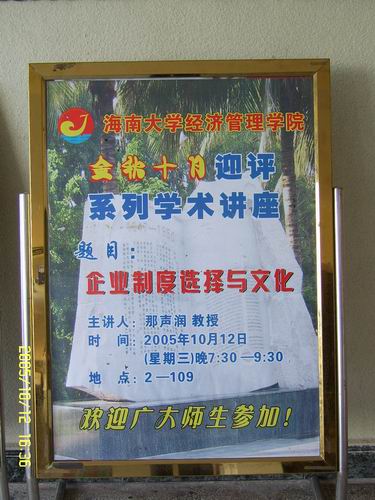 海南大学经济管理学院
金秋十月迎评
系列学术讲座
题目:
企业制度选择与文化
主讲人: 那声润 教授
时 间: 2005年10月12日
(星期三)晚7:30—9:30
地 点: 2—109
欢迎广大师生参加!
2005/10/12 16:36